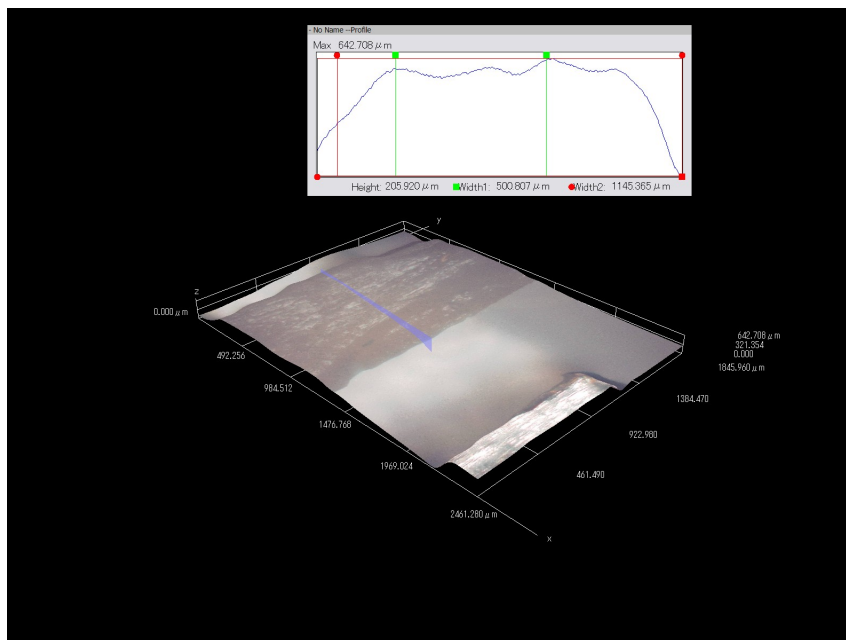 - No Name --Profile
Max 642.708 μm
Height: 205.920 μm Width1: 500.807 μm Width2: 1145.365 μm
y
z
0.000 μm
492.256
984.512
1476.768
1969.024
2461.280 μm
x
642.708 μm
321.354
0.000
1845.960 μm
1384.470
922.980
461.490